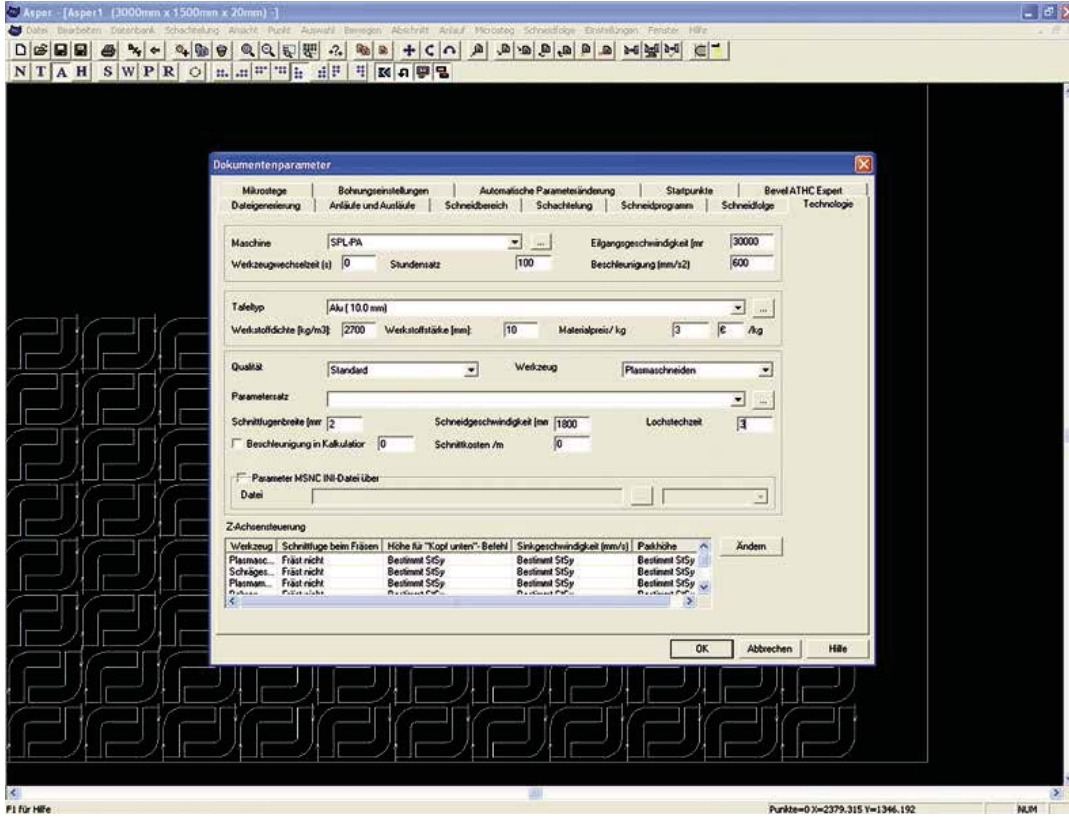 Asper - [Asper1 (3000mm x 1500mm x 20mm) -]
Datei Bearbeiten Datenbank Schachtelung Ansicht Punkt Auswahl Bewegen Abschnitt Anlauf Microsteg Schneidfolge Einstellungen Fenster Hilfe
N T A H S W P R
Dokumentenparameter
Mikrostege Bohrungseinstellungen Automatische Parameteränderung Startpunkte Bevel ATHC Expert
Dateigenerierung Anläufe und Ausläufe Schneidbereich Schachtelung Schneidprogramm Schneidfolge Technologie
Maschine SPL-PA ... Eilgangsgeschwindigkeit [mr 30000
Werkzeugwechselzeit (s) 0 Stundensatz 100 Beschleunigung (mm/s2) 600
Tafeltyp Alu ( 10.0 mm) ...
Werkstoffdichte [kg/m3]: 2700 Werkstoffstärke [mm]: 10 Materialpreis/ kg 3 € /kg
Qualität Standard Werkzeug Plasmaschneiden
Parametersatz ...
Schnittfugenbreite [mr 2 Schneidgeschwindigkeit [mn 1800 Lochstechzeit 3
Beschleunigung in Kalkulatior 0 Schnittkosten /m 0
Parameter MSNC INI-Datei über
Datei ...
Z-Achsensteuerung
Werkzeug Schnittfuge beim Fräsen Höhe für "Kopf unten"- Befehl Sinkgeschwindigkeit (mm/s) Parkhöhe Ändern
Plasmasc... Fräst nicht Bestimmt StSy Bestimmt StSy Bestimmt StSy
Schräges... Fräst nicht Bestimmt StSy Bestimmt StSy Bestimmt StSy
Plasmam... Fräst nicht Bestimmt StSy Bestimmt StSy Bestimmt StSy
OK Abbrechen Hilfe
F1 für Hilfe Punkte=0 X=2379.315 Y=1346.192 NUM